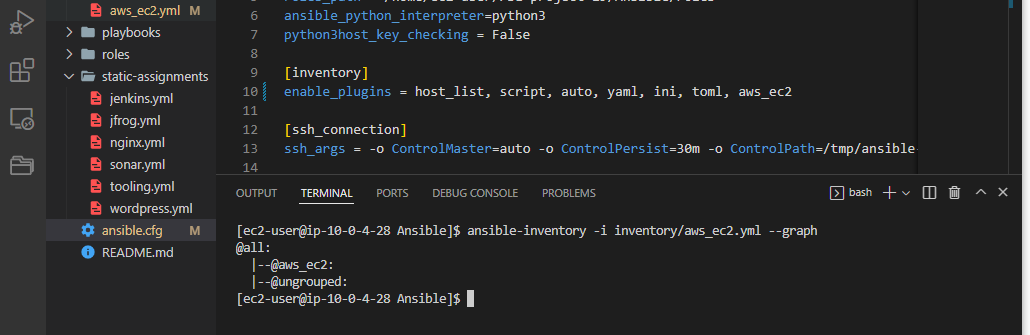 aws_ec2.yml M
playbooks
roles
static-assignments
jenkins.yml
jfrog.yml
nginx.yml
sonar.yml
tooling.yml
wordpress.yml
ansible.cfg M
README.md
6 ansible_python_interpreter=python3
7 python3host_key_checking = False
8
9 [inventory]
10 enable_plugins = host_list, script, auto, yaml, ini, toml, aws_ec2
11
12 [ssh_connection]
13 ssh_args = -o ControlMaster=auto -o ControlPersist=30m -o ControlPath=/tmp/ansible-
14
OUTPUT TERMINAL PORTS DEBUG CONSOLE PROBLEMS bash
[ec2-user@ip-10-0-4-28 Ansible]$ ansible-inventory -i inventory/aws_ec2.yml --graph
@all:
|--@aws_ec2:
|--@ungrouped:
[ec2-user@ip-10-0-4-28 Ansible]$